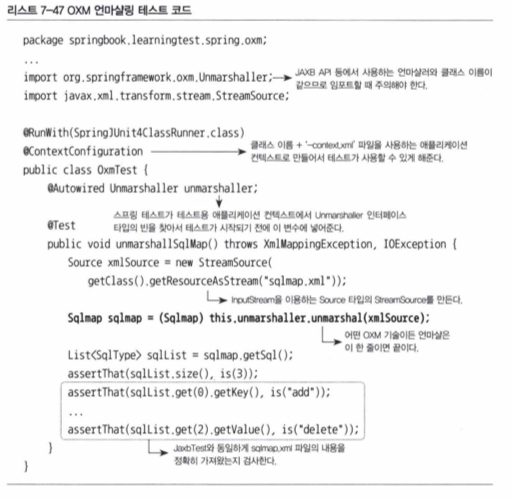 리스트 7-47 OXM 언마샬링 테스트 코드
package springbook.learningtest.spring.oxm;
...
import org.springframework.oxm.Unmarshaller;
JAXB API 등에서 사용하는 언마샬러와 클래스 이름이
같으므로 임포트할 때 주의해야 한다.
import javax.xml.transform.stream.StreamSource;
@RunWith(SpringJUnit4ClassRunner.class)
@ContextConfiguration
클래스 이름 + '-context.xml' 파일을 사용하는 애플리케이션
컨텍스트로 만들어서 테스트가 사용할 수 있게 해준다.
public class OxmTest {
@Autowired Unmarshaller unmarshaller;
스프링 테스트가 테스트용 애플리케이션 컨텍스트에서 Unmarshaller 인터페이스
타입의 빈을 찾아서 테스트가 시작되기 전에 이 변수에 넣어준다.
@Test
public void unmarshallSqlMap() throws XmlMappingException, IOException {
Source xmlSource = new StreamSource(
getClass().getResourceAsStream("sqlmap.xml"));
InputStream을 이용하는 Source 타입의 StreamSource를 만든다.
Sqlmap sqlmap = (Sqlmap) this.unmarshaller.unmarshal(xmlSource);
어떤 OXM 기술이든 언마샬은
이 한 줄이면 끝이다.
List<SqlType> sqlList = sqlmap.getSql();
assertThat(sqlList.size(), is(3));
assertThat(sqlList.get(0).getKey(), is("add"));
...
assertThat(sqlList.get(2).getValue(), is("delete"));
}
JaxbTest와 동일하게 sqlmap.xml 파일의 내용을
정확히 가져왔는지 검사한다.
}